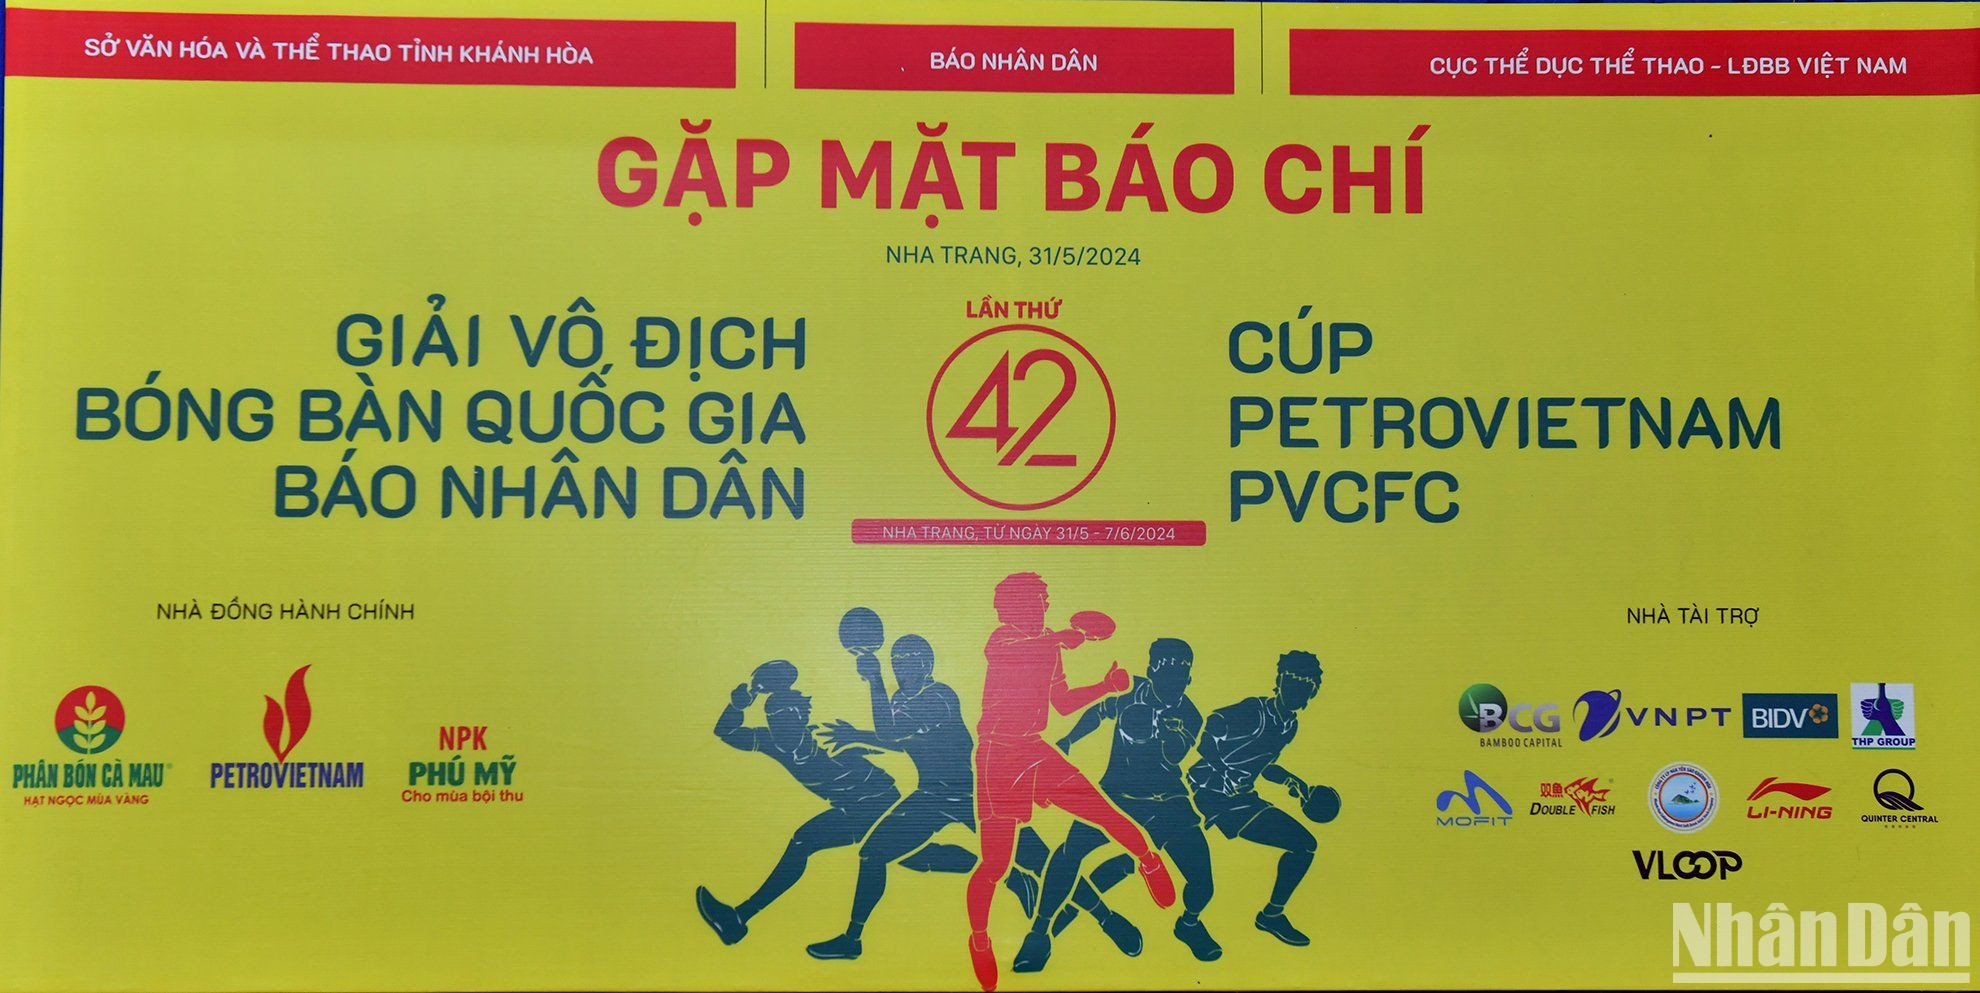 SỞ VĂN HÓA VÀ THỂ THAO TỈNH KHÁNH HÒA
BÁO NHÂN DÂN
CỤC THỂ DỤC THỂ THAO - LĐBB VIỆT NAM
GẶP MẶT BÁO CHÍ
NHA TRANG, 31/5/2024
GIẢI VÔ ĐỊCH
BÓNG BÀN QUỐC GIA
BÁO NHÂN DÂN
LẦN THỨ
42
CÚP
PETROVIETNAM
PVCFC
NHA TRANG, TỪ NGÀY 31/5 - 7/6/2024
NHÀ ĐỒNG HÀNH CHÍNH
PHÂN BÓN CÀ MAU
HẠT NGỌC MÙA VÀNG
PETROVIETNAM
NPK
PHÚ MỸ
Cho mùa bội thu
NHÀ TÀI TRỢ
BCG
BAMBOO CAPITAL
VNPT
BIDV
THP GROUP
MOFIT
双鱼
DOUBLE FISH
LI-NING
QUINTER CENTRAL
VLOOP
Nhân Dân